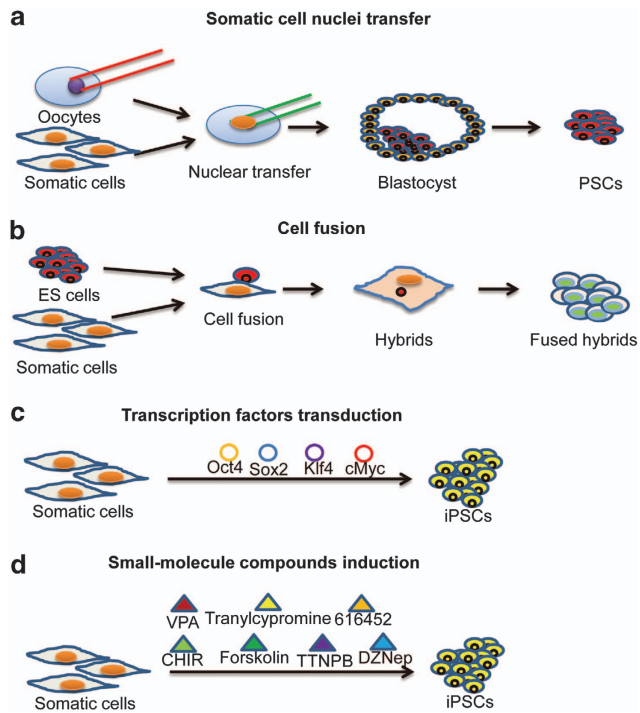 a
Somatic cell nuclei transfer
Oocytes
Somatic cells
Nuclear transfer
Blastocyst
PSCs
b
Cell fusion
ES cells
Somatic cells
Cell fusion
Hybrids
Fused hybrids
c
Transcription factors transduction
Oct4 Sox2 Klf4 cMyc
Somatic cells
iPSCs
d
Small-molecule compounds induction
VPA Tranylcypromine 616452
CHIR Forskolin TTNPB DZNep
Somatic cells
iPSCs